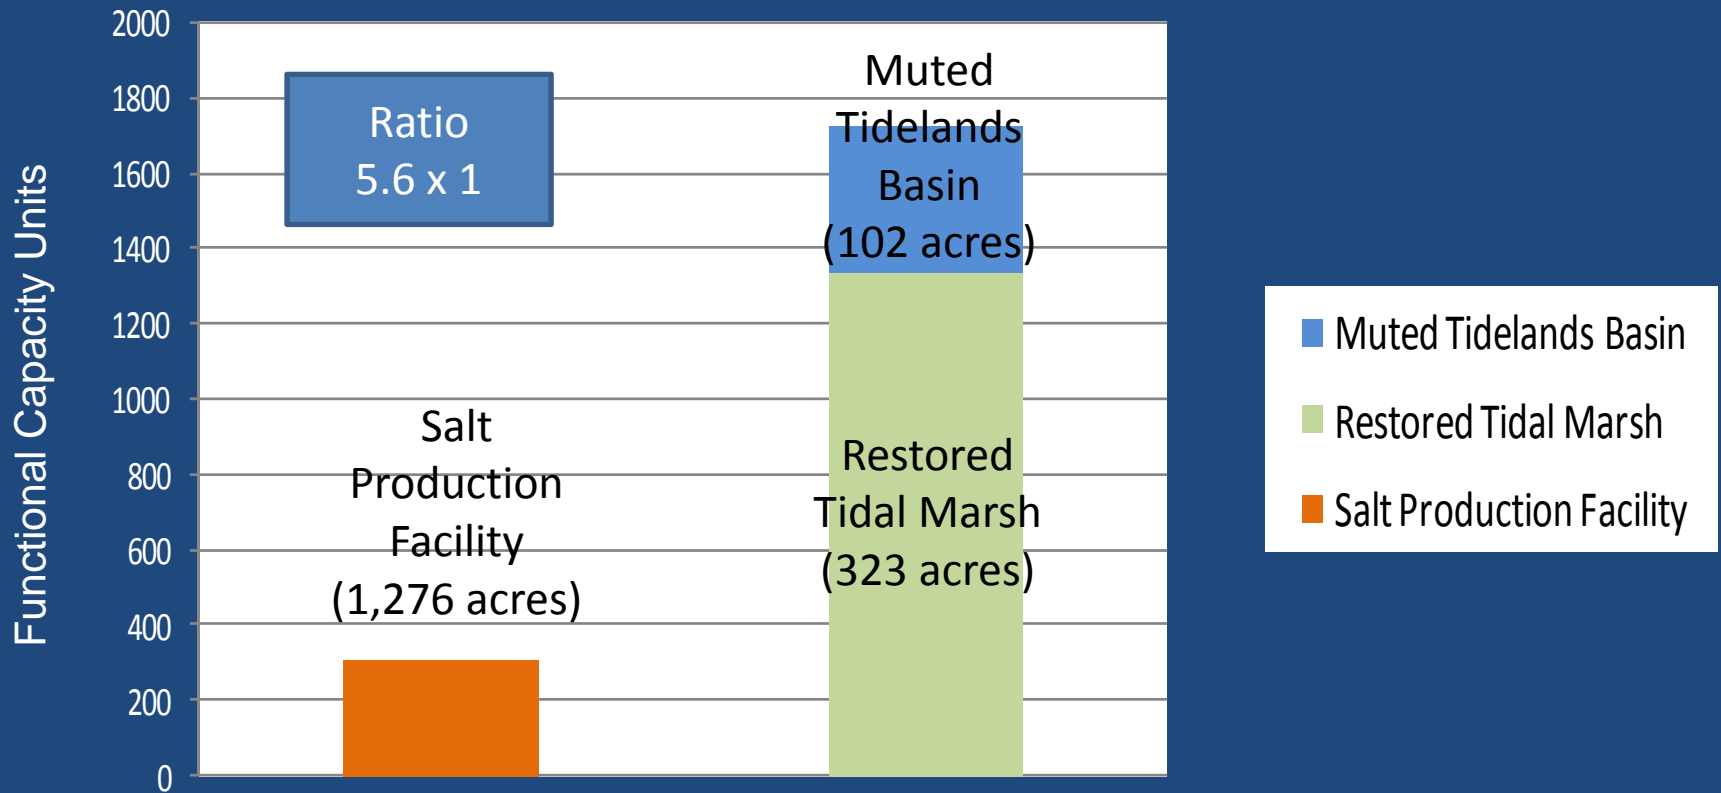 Functional Capacity Units
2000
1800
1600
1400
1200
1000
800
600
400
200
0
Ratio
5.6 x 1
Salt
Production
Facility
(1,276 acres)
Muted
Tidelands
Basin
(102 acres)
Restored
Tidal Marsh
(323 acres)
Muted Tidelands Basin
Restored Tidal Marsh
Salt Production Facility